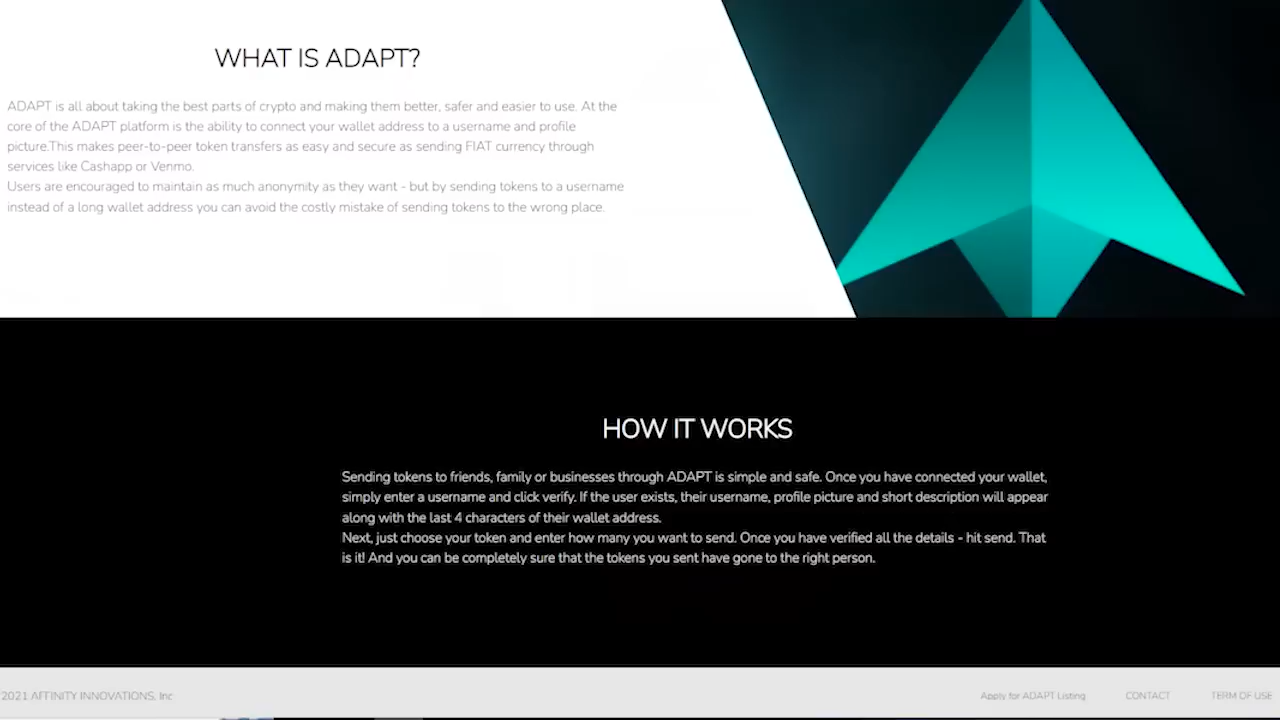 WHAT IS ADAPT?
ADAPT is all about taking the best parts of crypto and making them better, safer and easier to use. At the
core of the ADAPT platform is the ability to connect your wallet address to a username and profile
picture.This makes peer-to-peer token transfers as easy and secure as sending FIAT currency through
services like Cashapp or Venmo.
Users are encouraged to maintain as much anonymity as they want - but by sending tokens to a username
instead of a long wallet address you can avoid the costly mistake of sending tokens to the wrong place.
HOW IT WORKS
Sending tokens to friends, family or businesses through ADAPT is simple and safe. Once you have connected your wallet,
simply enter a username and click verify. If the user exists, their username, profile picture and short description will appear
along with the last 4 characters of their wallet address.
Next, just choose your token and enter how many you want to send. Once you have verified all the details - hit send. That
is it! And you can be completely sure that the tokens you sent have gone to the right person.
2021 AFFINITY INNOVATIONS, Inc
Apply for ADAPT Listing
CONTACT
TERM OF USE